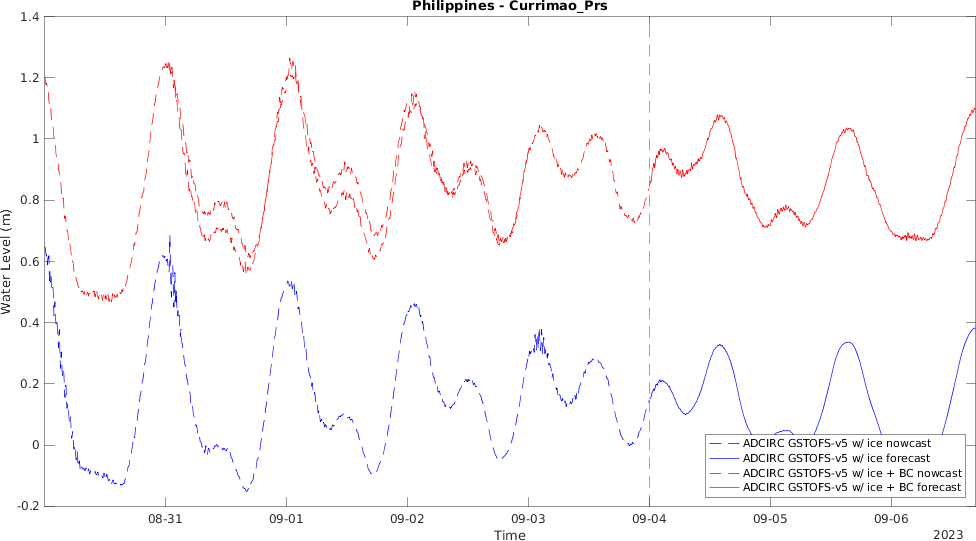 Philippines - Currimao_Prs
1.4
1.2
1
0.8
0.6
0.4
0.2
0
-0.2
Water Level (m)
ADCIRC GSTOFS-v5 w/ ice nowcast
ADCIRC GSTOFS-v5 w/ ice forecast
ADCIRC GSTOFS-v5 w/ ice + BC nowcast
ADCIRC GSTOFS-v5 w/ ice + BC forecast
08-31 09-01 09-02 09-03 09-04 09-05 09-06
Time
2023